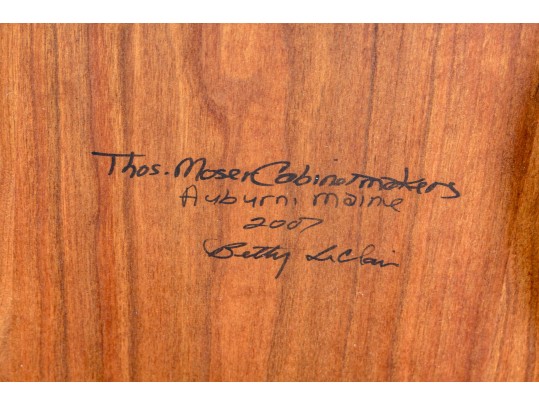 Thos. Moser Cabinetmakers
Auburn, Maine
2007
Betty LeClair